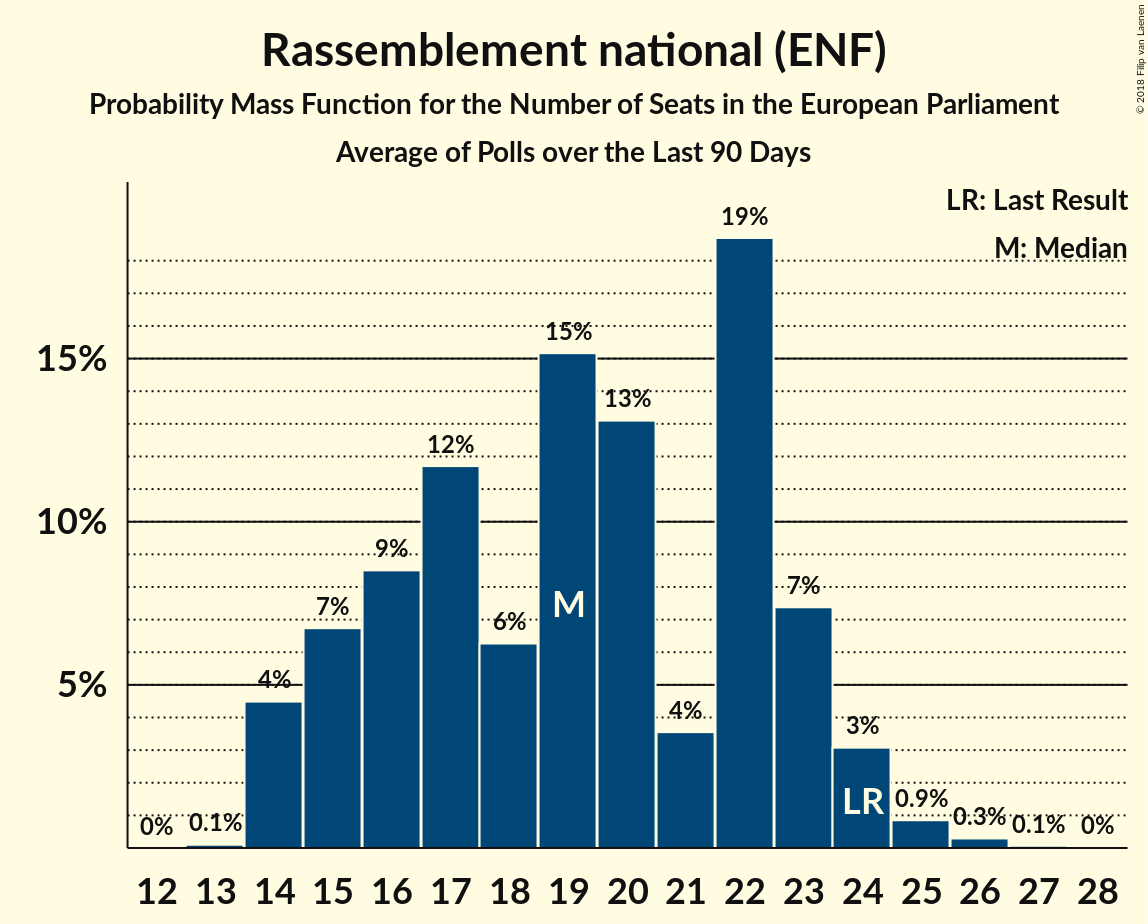 Rassemblement national (ENF)
Probability Mass Function for the Number of Seats in the European Parliament
Average of Polls over the Last 90 Days
© 2018 Filip van Laenen
LR: Last Result
M: Median
15%
10%
5%
0%
0.1%
4%
7%
9%
12%
6%
15%
13%
4%
19%
7%
3%
0.9%
0.3%
0.1%
0%
M
LR
12 13 14 15 16 17 18 19 20 21 22 23 24 25 26 27 28